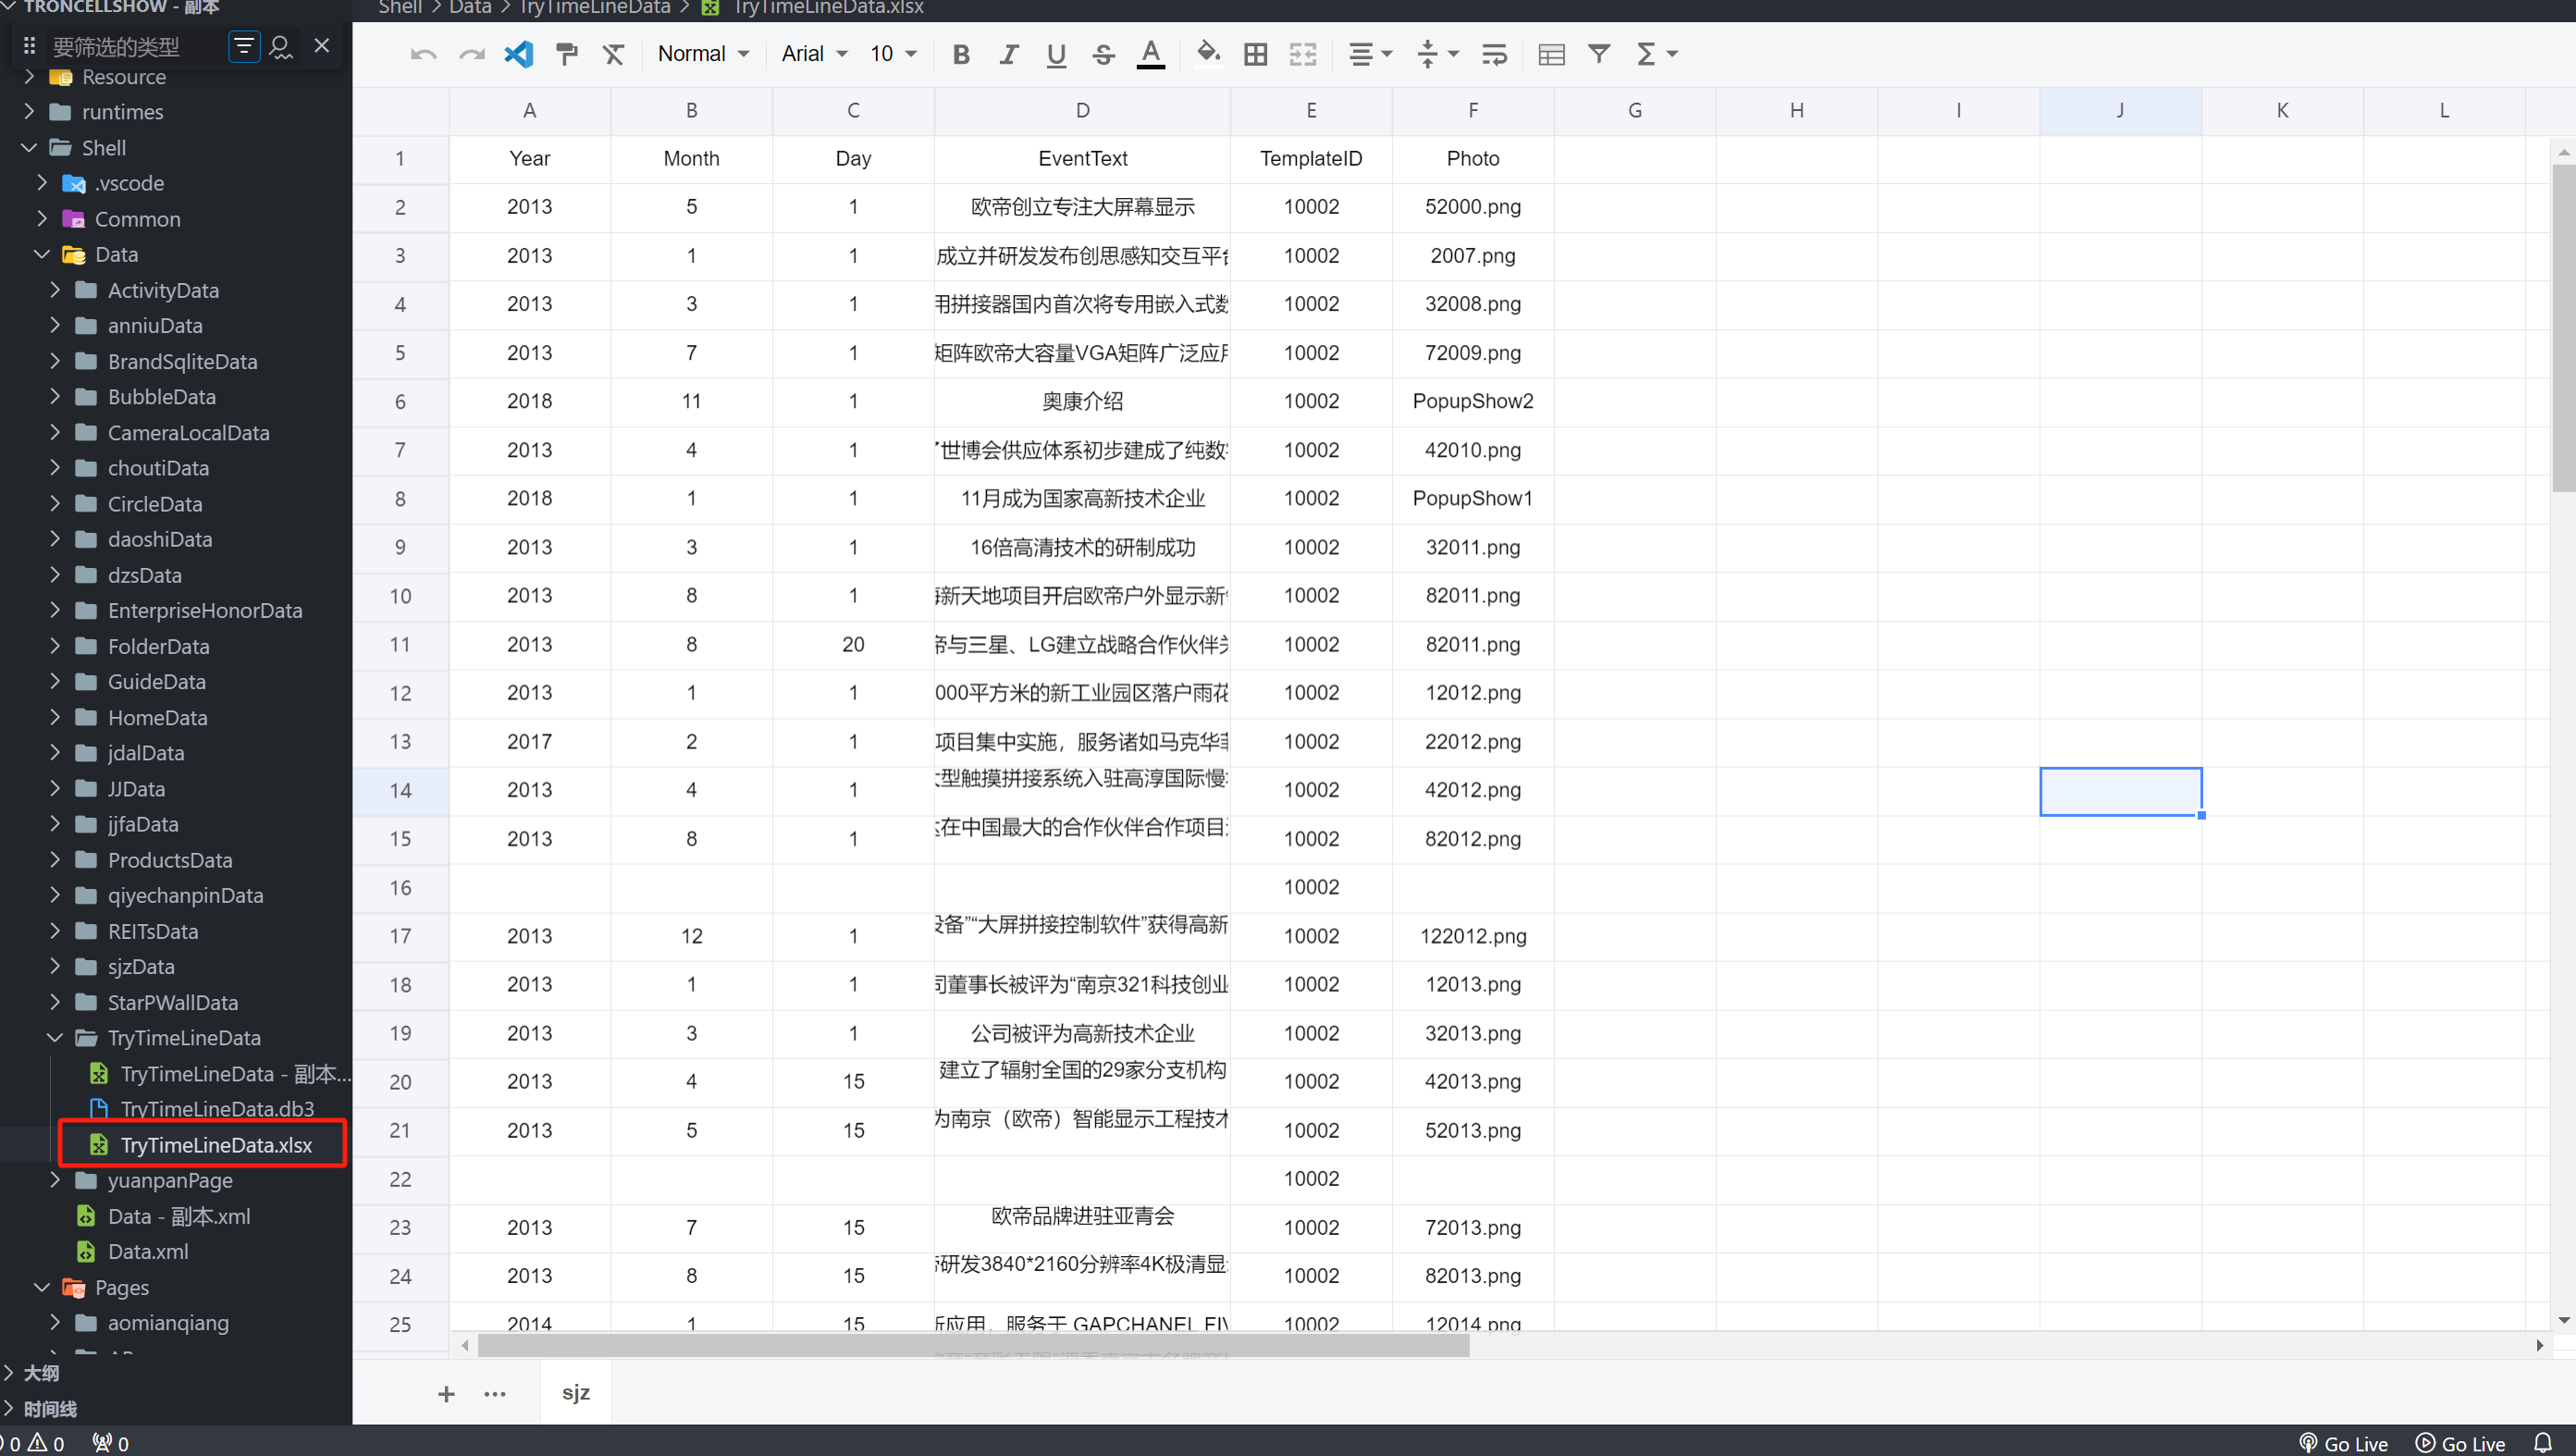 TRONCELLSHOW - 副本
Shell > Data > TryTimeLineData > TryTimeLineData.xlsx
要筛选的类型
Normal Arial 10
Resource
runtimes
Shell
.vscode
Common
Data
ActivityData
anniuData
BrandSqliteData
BubbleData
CameraLocalData
choutiData
CircleData
daoshiData
dzsData
EnterpriseHonorData
FolderData
GuideData
HomeData
jdalData
JJData
jjfaData
ProductsData
qiyechanpinData
REITsData
sjzData
StarPWallData
TryTimeLineData
TryTimeLineData - 副本...
TryTimeLineData.db3
TryTimeLineData.xlsx
yuanpanPage
Data - 副本.xml
Data.xml
Pages
aomianqiang
大纲
时间线
A B C D E F G H I J K L
1 Year Month Day EventText TemplateID Photo
2 2013 5 1 欧帝创立专注大屏幕显示 10002 52000.png
3 2013 1 1 成立并研发发布创思感知交互平台 10002 2007.png
4 2013 3 1 用拼接器国内首次将专用嵌入式数 10002 32008.png
5 2013 7 1 矩阵欧帝大容量VGA矩阵广泛应用 10002 72009.png
6 2018 11 1 奥康介绍 10002 PopupShow2
7 2013 4 1 世博会供应体系初步建成了纯数 10002 42010.png
8 2018 1 1 11月成为国家高新技术企业 10002 PopupShow1
9 2013 3 1 16倍高清技术的研制成功 10002 32011.png
10 2013 8 1 新天地项目开启欧帝户外显示新 10002 82011.png
11 2013 8 20 帝与三星、LG建立战略合作伙伴关 10002 82011.png
12 2013 1 1 000平方米的新工业园区落户雨花 10002 12012.png
13 2017 2 1 项目集中实施，服务诸如马克华菲 10002 22012.png
14 2013 4 1 大型触摸拼接系统入驻高淳国际慢 10002 42012.png
15 2013 8 1 在中国最大的合作伙伴合作项目 10002 82012.png
16 10002
17 2013 12 1 设备”“大屏拼接控制软件”获得高新 10002 122012.png
18 2013 1 1 司董事长被评为“南京321科技创业 10002 12013.png
19 2013 3 1 公司被评为高新技术企业 10002 32013.png
20 2013 4 15 建立了辐射全国的29家分支机构 10002 42013.png
21 2013 5 15 为南京（欧帝）智能显示工程技术 10002 52013.png
22 10002
23 2013 7 15 欧帝品牌进驻亚青会 10002 72013.png
24 2013 8 15 研发3840*2160分辨率4K极清显 10002 82013.png
25 2014 1 15 新应用，服务于 GAPCHANEL FIV 10002 12014.png
sjz
0 0 0
Go Live Go Live